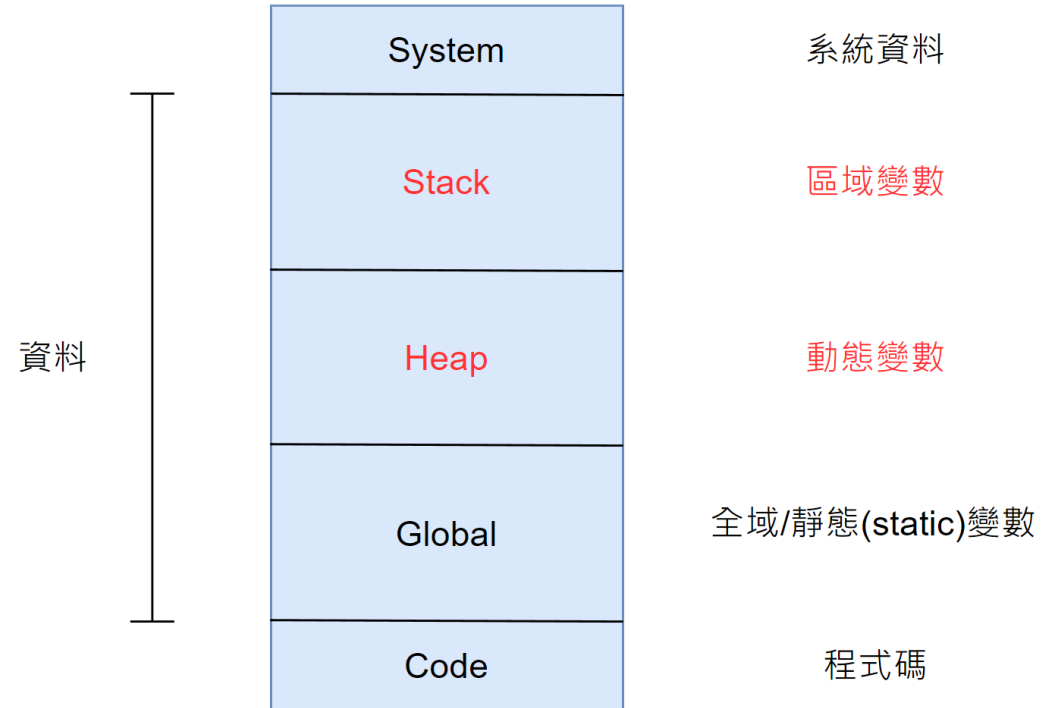 System
系統資料
Stack
區域變數
資料
Heap
動態變數
Global
全域/靜態(static)變數
Code
程式碼